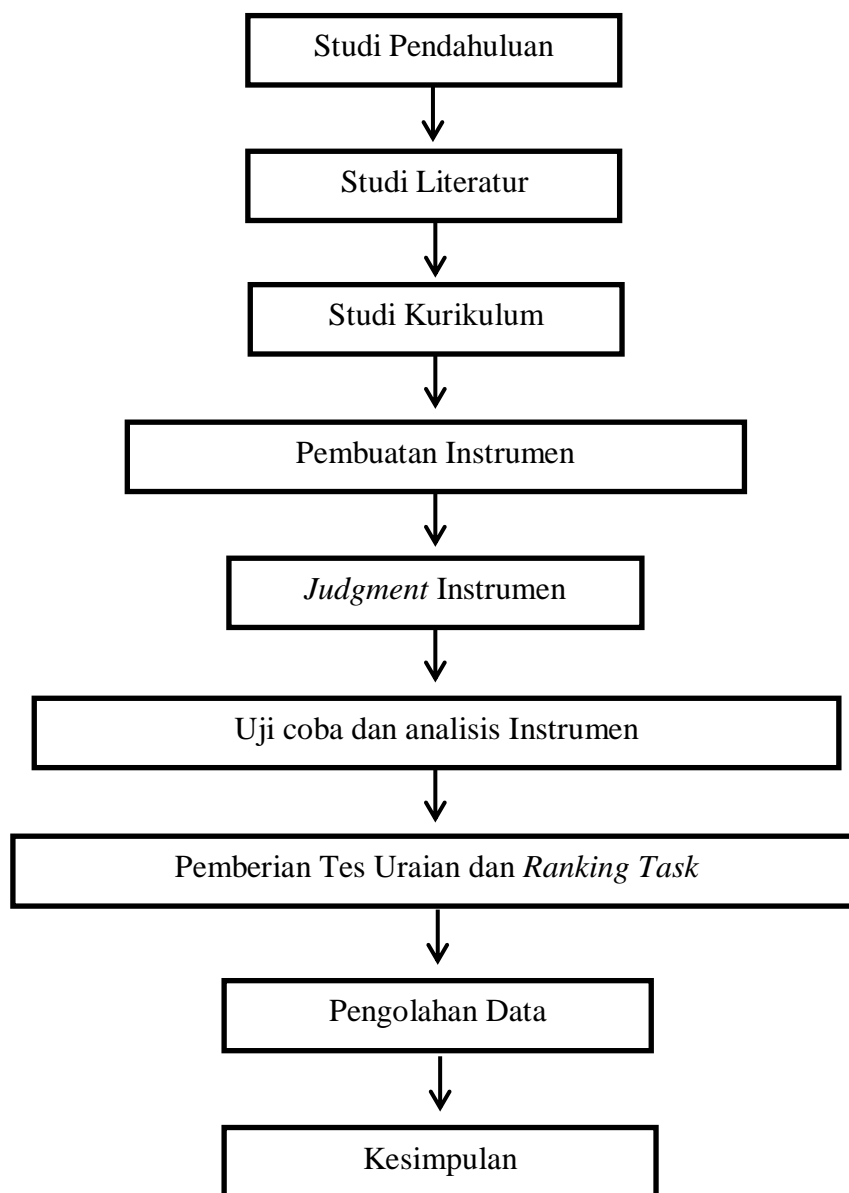 Studi Pendahuluan
Studi Literatur
Studi Kurikulum
Pembuatan Instrumen
Judgment Instrumen
Uji coba dan analisis Instrumen
Pemberian Tes Uraian dan Ranking Task
Pengolahan Data
Kesimpulan